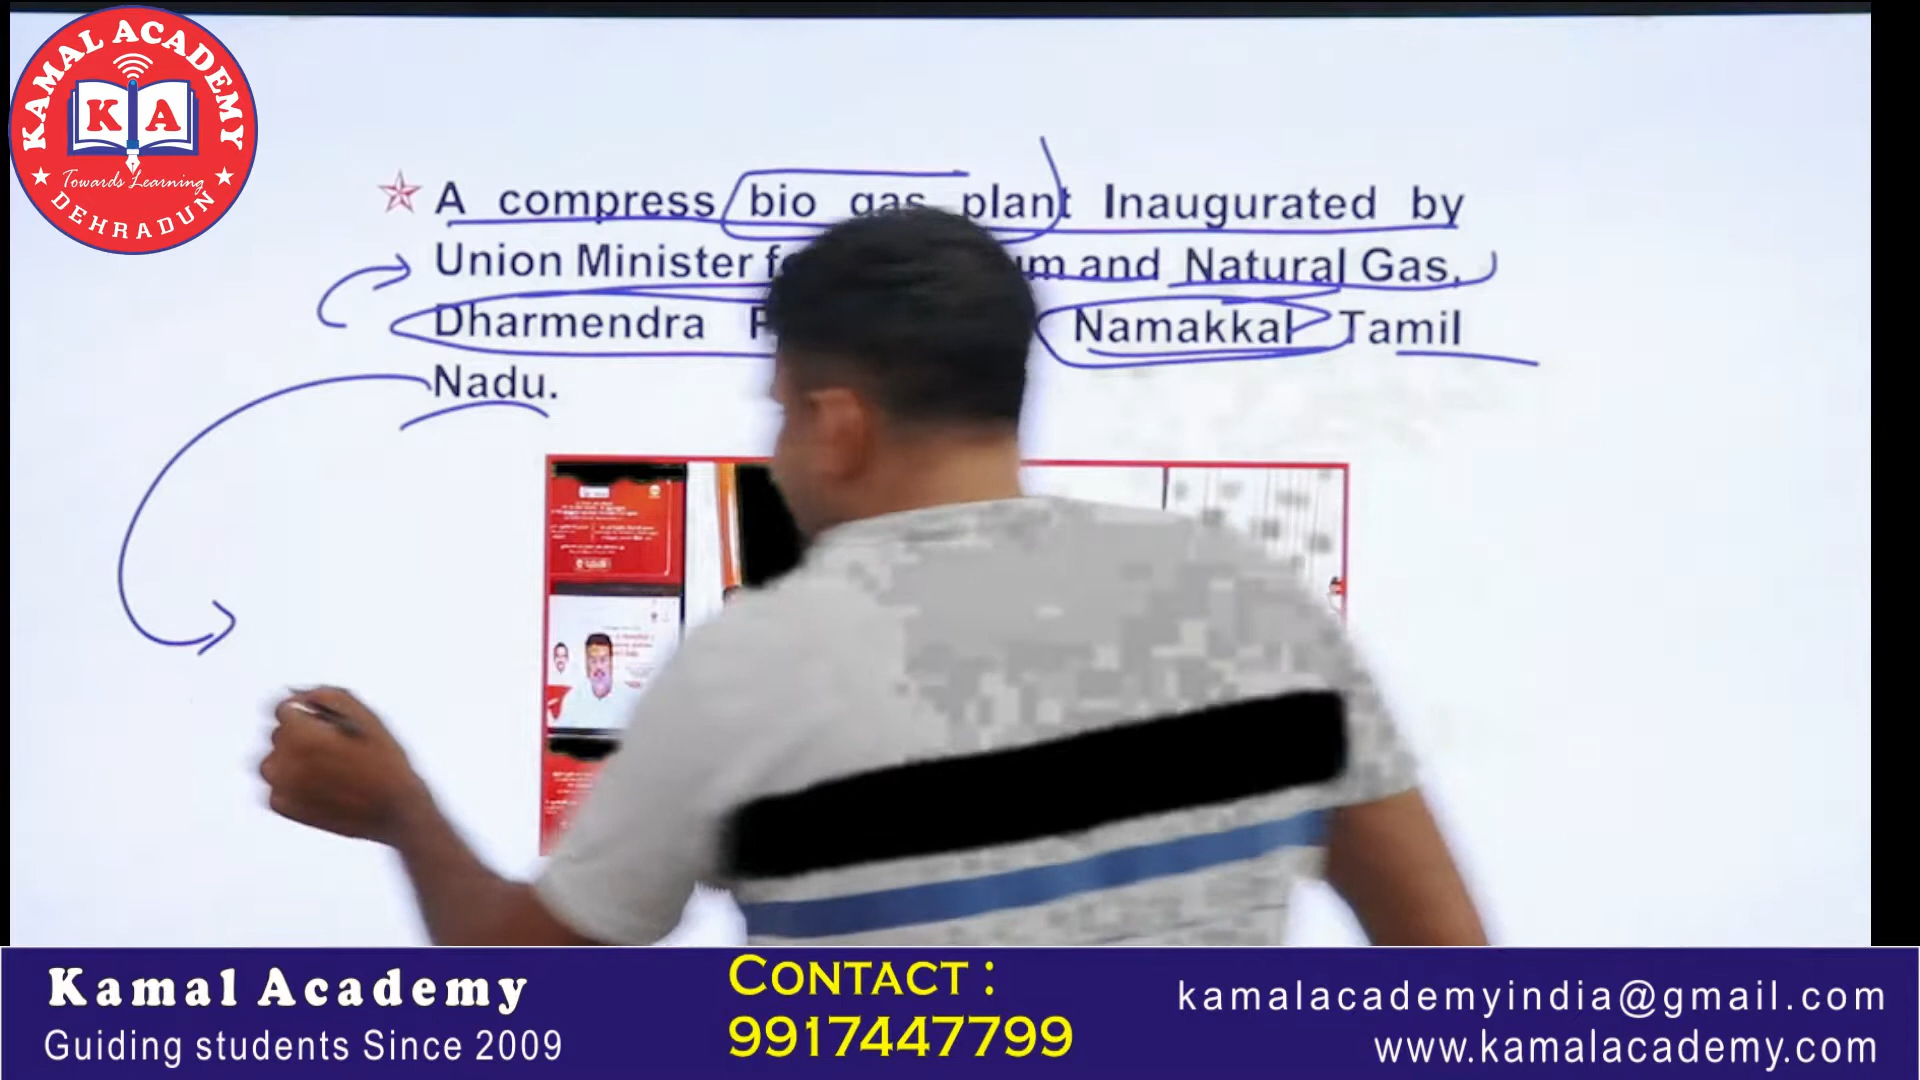 KAMAL ACADEMY
K A
Towards Learning
DEHRADUN
A compress bio gas plant Inaugurated by
Union Minister and Natural Gas,
Dharmendra Namakkal Tamil
Nadu.
Kamal Academy
Guiding students Since 2009
CONTACT :
9917447799
kamalacademyindia@gmail.com
www.kamalacademy.com